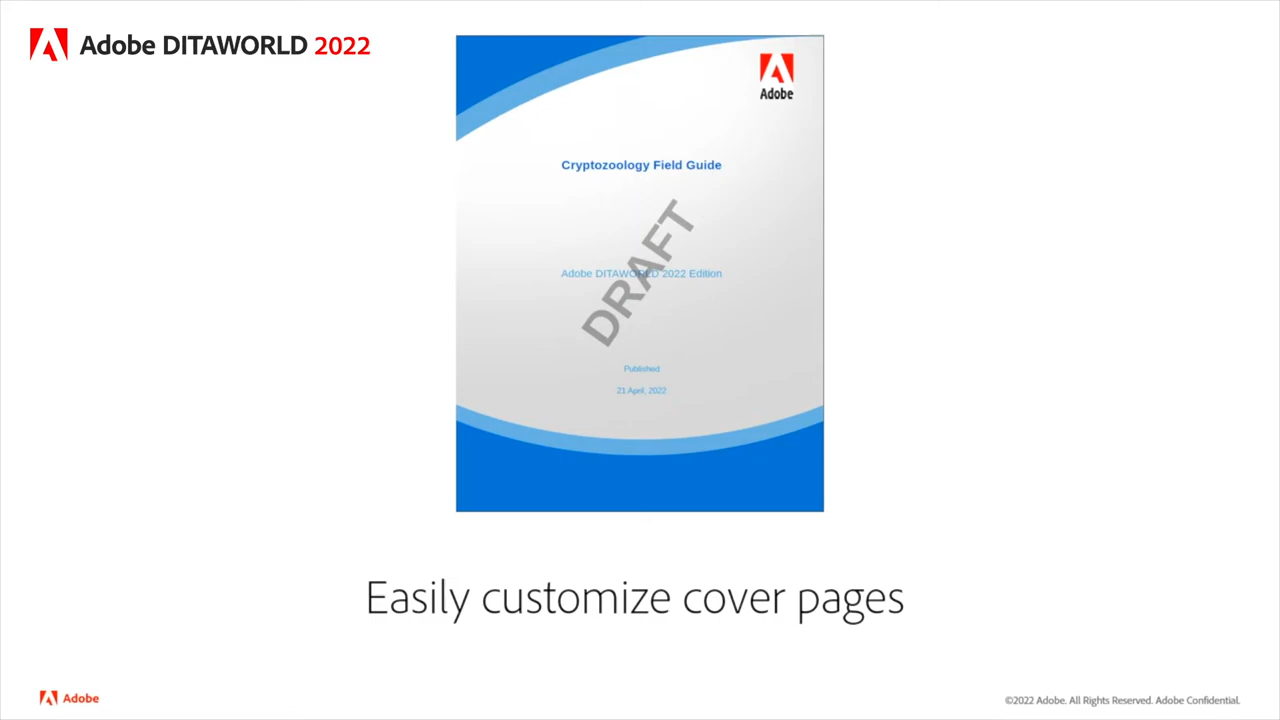 Adobe DITAWORLD 2022
Adobe
Cryptozoology Field Guide
DRAFT
Adobe DITAWORLD 2022 Edition
Published
21 April, 2022
Easily customize cover pages
Adobe
©2022 Adobe. All Rights Reserved. Adobe Confidential.